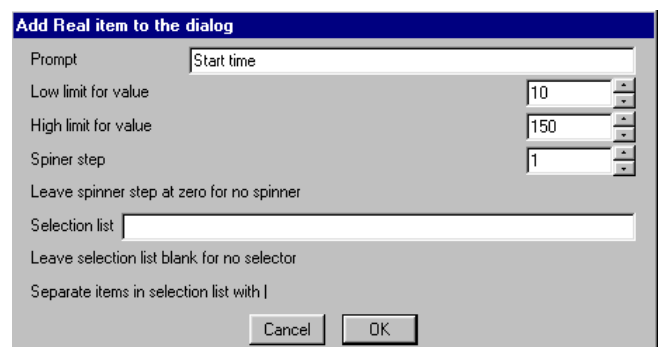 Add Real item to the dialog
Prompt Start time
Low limit for value 10
High limit for value 150
Spiner step 1
Leave spinner step at zero for no spinner
Selection list
Leave selection list blank for no selector
Separate items in selection list with |
Cancel OK